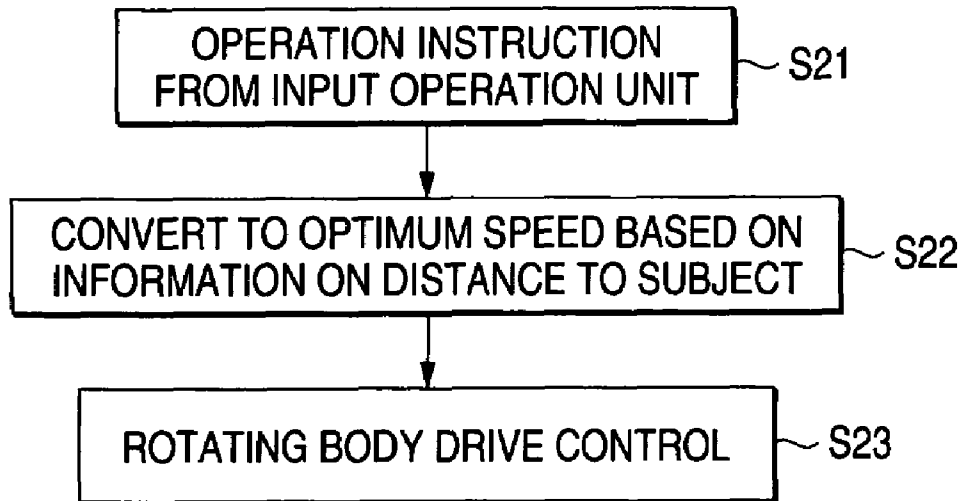 OPERATION INSTRUCTION
FROM INPUT OPERATION UNIT
S21
CONVERT TO OPTIMUM SPEED BASED ON
INFORMATION ON DISTANCE TO SUBJECT
S22
ROTATING BODY DRIVE CONTROL
S23